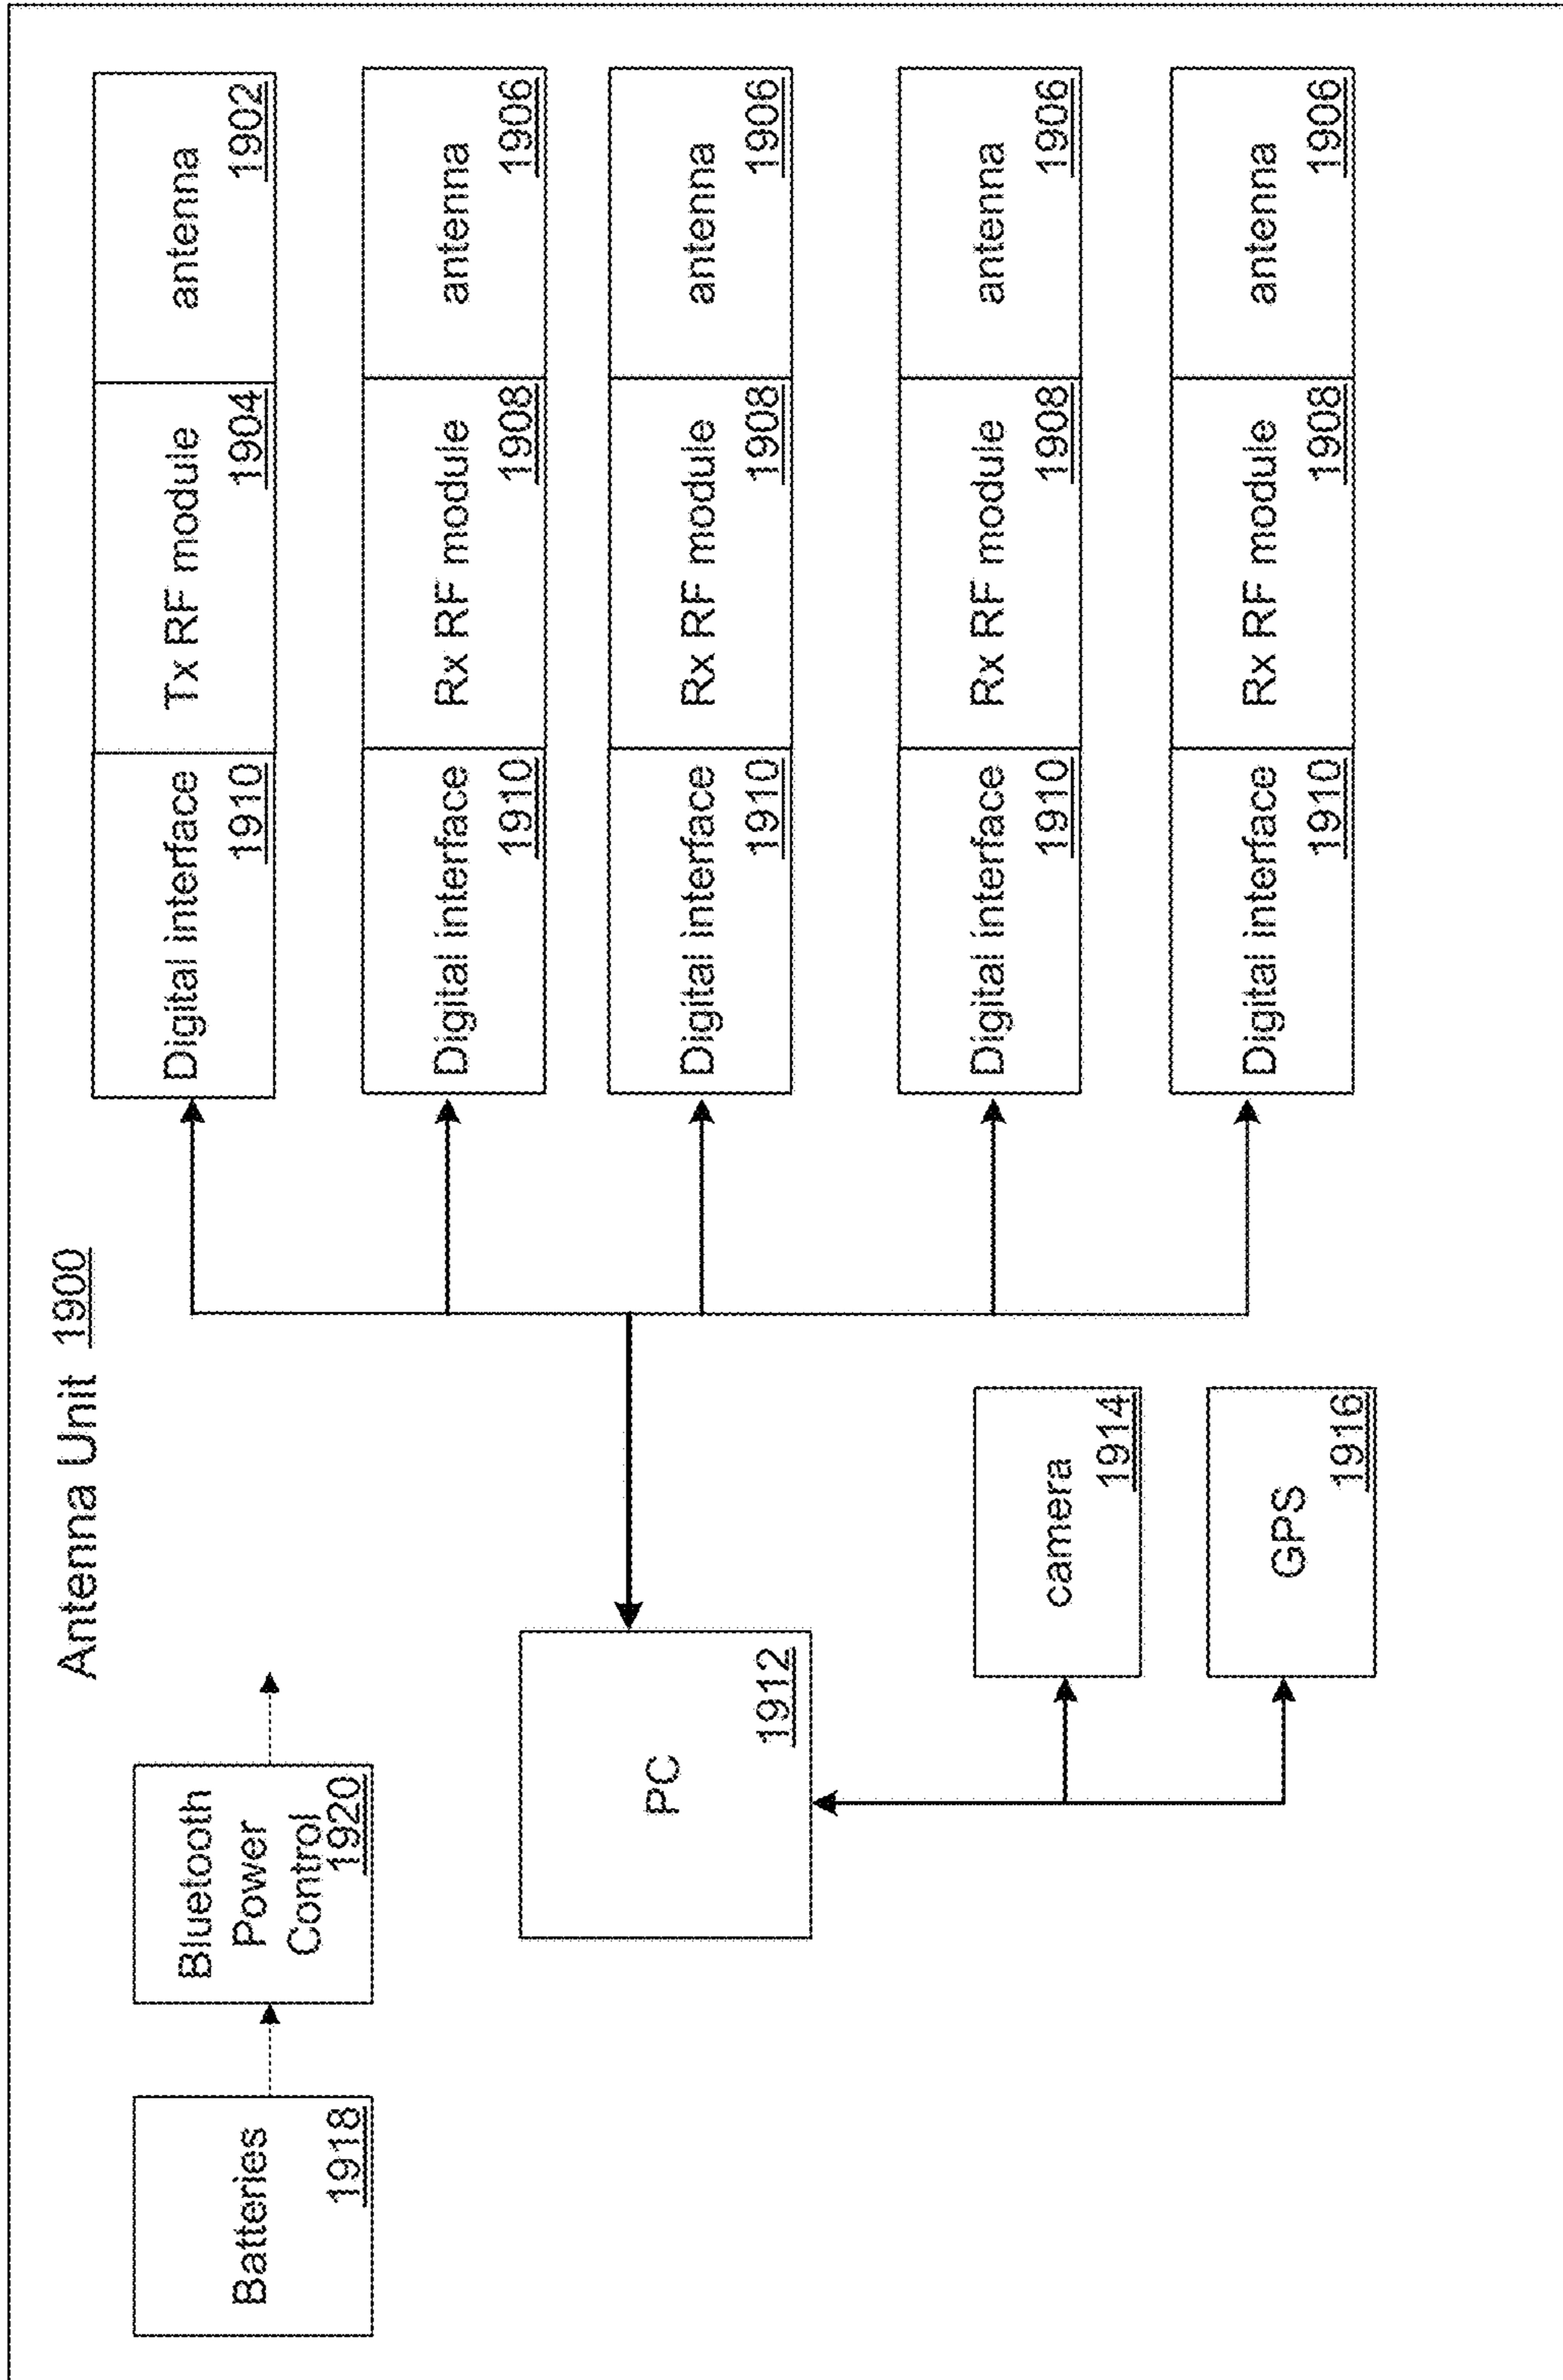 Antenna Unit 1900
Batteries
1918
Bluetooth
Power
Control
1920
Digital interface
1910
Tx RF module
1904
antenna
1902
Digital interface
1910
Rx RF module
1908
antenna
1906
PC
1912
Digital interface
1910
Rx RF module
1908
antenna
1906
camera
1914
Digital interface
1910
Rx RF module
1908
antenna
1906
GPS
1916
Digital interface
1910
Rx RF module
1908
antenna
1906